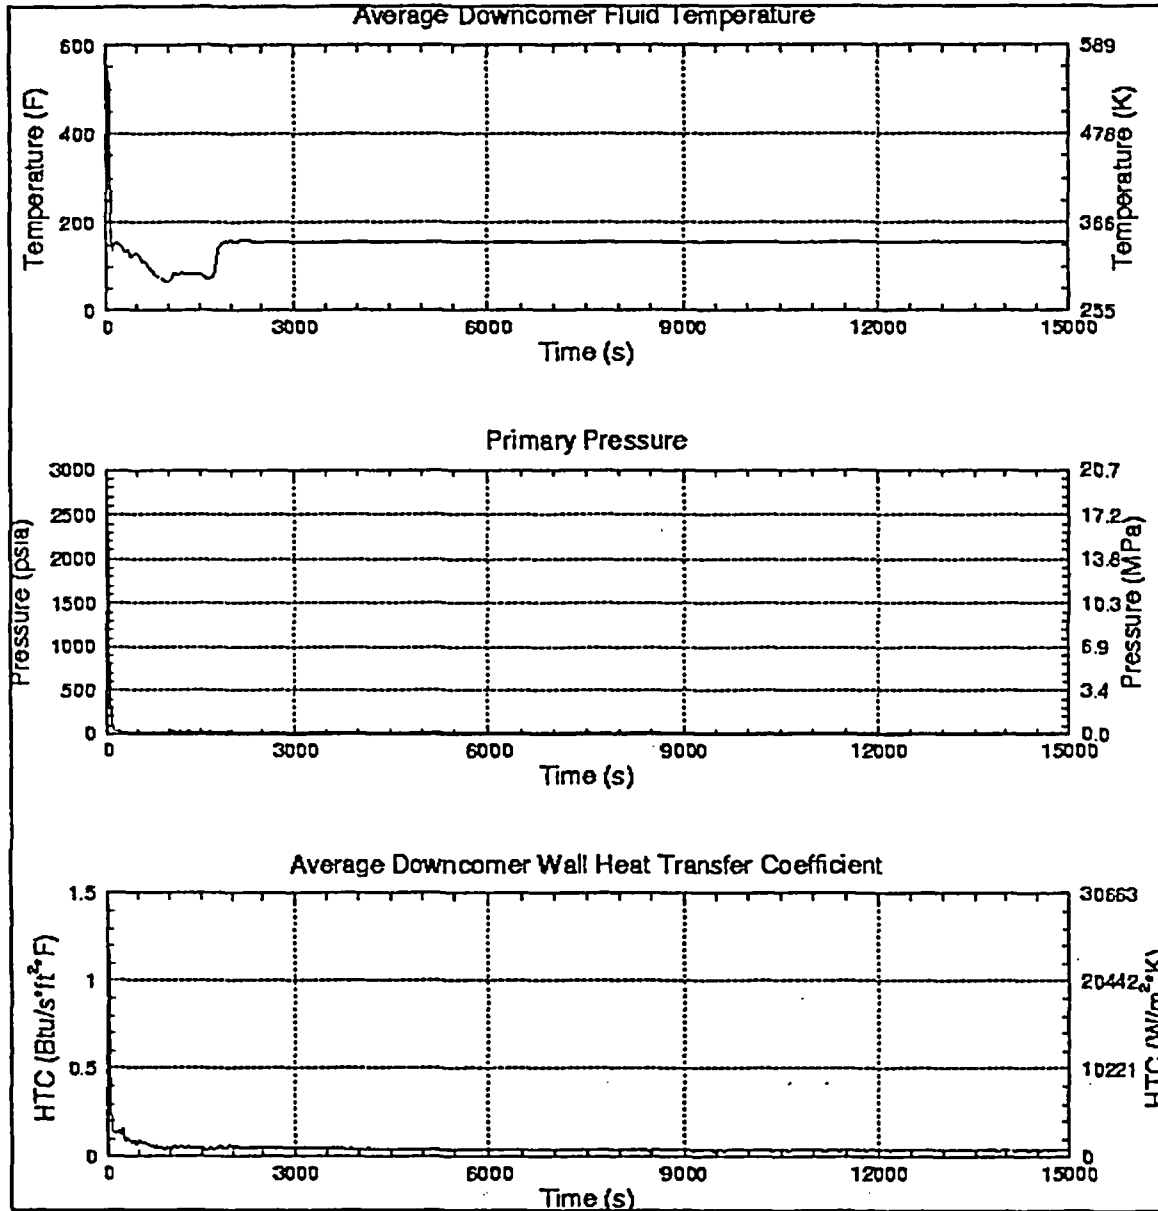 Average Downcomer Fluid Temperature
Temperature (F)
600
400
200
0
589
478
366
255
Temperature (K)
0 3000 6000 9000 12000 15000
Time (s)
Primary Pressure
Pressure (psia)
3000
2500
2000
1500
1000
500
0
20.7
17.2
13.8
10.3
6.9
3.4
0.0
Pressure (MPa)
0 3000 6000 9000 12000 15000
Time (s)
Average Downcomer Wall Heat Transfer Coefficient
HTC (Btu/s*ft²*F)
1.5
1
0.5
0
30663
20442
10221
0
HTC (W/m²*K)
0 3000 6000 9000 12000 15000
Time (s)